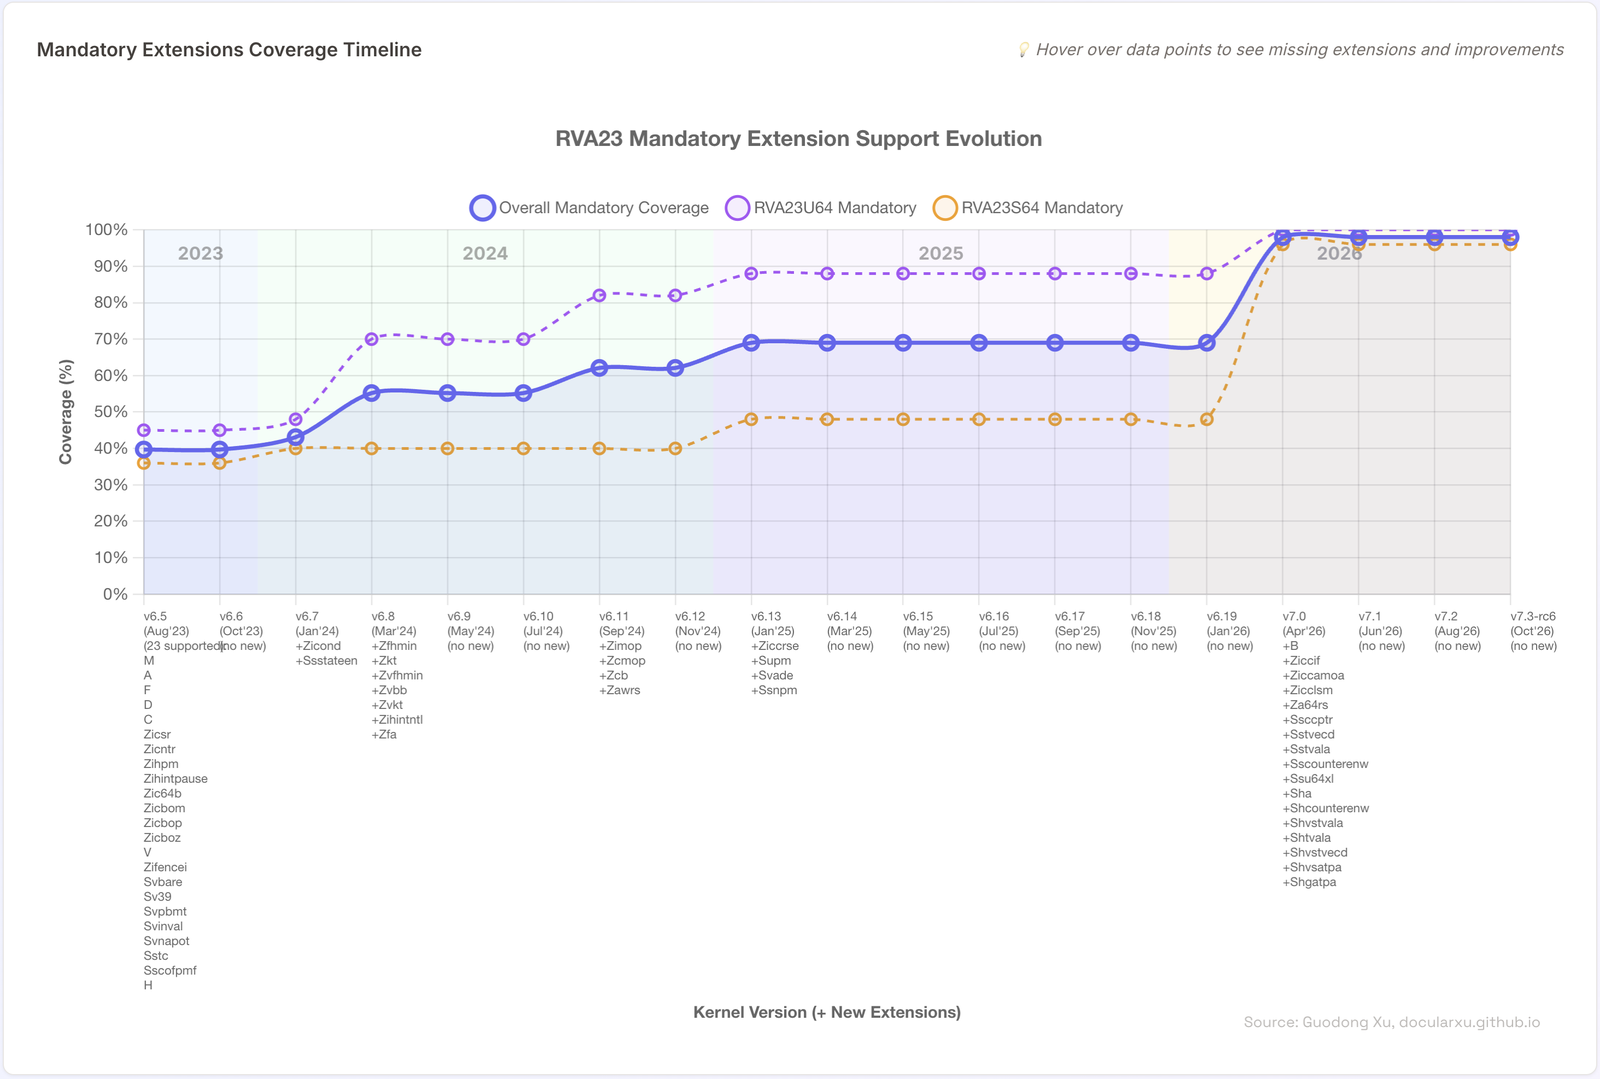 Mandatory Extensions Coverage Timeline
💡 Hover over data points to see missing extensions and improvements
RVA23 Mandatory Extension Support Evolution
Overall Mandatory Coverage
RVA23U64 Mandatory
RVA23S64 Mandatory
Coverage (%)
100%
90%
80%
70%
60%
50%
40%
30%
20%
10%
0%
2023
2024
2025
2026
v6.5
(Aug'23)
(23 supported):
M
A
F
D
C
Zicsr
Zicntr
Zihpm
Zihintpause
Zic64b
Zicbom
Zicbop
Zicboz
V
Zifencei
Svbare
Sv39
Svpbmt
Svinval
Svnapot
Sstc
Sscofpmf
H
v6.6
(Oct'23)
(no new)
v6.7
(Jan'24)
+Zicond
+Ssstateen
v6.8
(Mar'24)
+Zfhmin
+Zkt
+Zvfhmin
+Zvbb
+Zvkt
+Zihintntl
+Zfa
v6.9
(May'24)
(no new)
v6.10
(Jul'24)
(no new)
v6.11
(Sep'24)
+Zimop
+Zcmop
+Zcb
+Zawrs
v6.12
(Nov'24)
(no new)
v6.13
(Jan'25)
+Ziccrse
+Supm
+Svade
+Ssnpm
v6.14
(Mar'25)
(no new)
v6.15
(May'25)
(no new)
v6.16
(Jul'25)
(no new)
v6.17
(Sep'25)
(no new)
v6.18
(Nov'25)
(no new)
v6.19
(Jan'26)
(no new)
v7.0
(Apr'26)
+B
+Ziccif
+Ziccamoa
+Zicclsm
+Za64rs
+Ssccptr
+Sstvecd
+Sstvala
+Sscounterenw
+Ssu64xl
+Sha
+Shcounterenw
+Shvstvala
+Shtvala
+Shvstvecd
+Shvsatpa
+Shgatpa
v7.1
(Jun'26)
(no new)
v7.2
(Aug'26)
(no new)
v7.3-rc6
(Oct'26)
(no new)
Kernel Version (+ New Extensions)
Source: Guodong Xu, docularxu.github.io